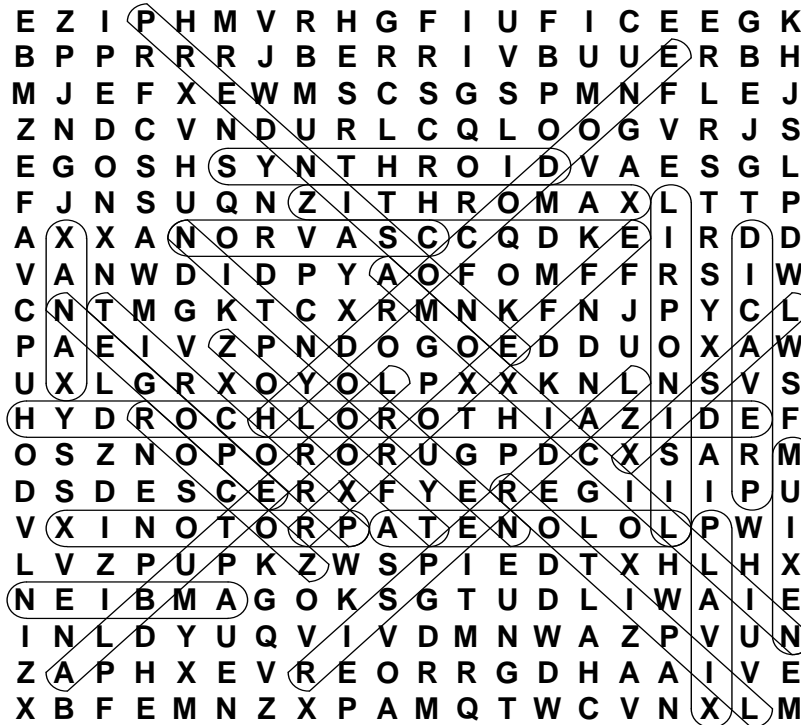 E Z I P H M V R H G F I U F I C E E G K
B P P R R R J B E R R I V B U U E R B H
M J E F X E W M S C S G S P M N F L E J
Z N D C V N D U R L C Q L O O G V R J S
E G O S H S Y N T H R O I D V A E S G L
F J N S U Q N Z I T H R O M A X L T T P
A X X A N O R V A S C C Q D K E I R D D
V A N W D I D P Y A O F O M F F R S I W
C N T M G K T C X R M N K F N J P Y C L
P A E I V Z P N D O G O E D D U O X A W
U X L G R X O Y O L P X X K N L N S V S
H Y D R O C H L O R O T H I A Z I D E F
O S Z N O P O R O R U G P D C X S A R M
D S D E S C E R X F Y E R E G I I I P U
V X I N O T O R P A T E N O L O L P W I
L V Z P U P K Z W S P I E D T X H L H X
N E I B M A G O K S G T U D L I W A I E
I N L D Y U Q V I V D M N W A Z P V U N
Z A P H X E V R E O R R G D H A A I V E
X B F E M N Z X P A M Q T W C V N X L M